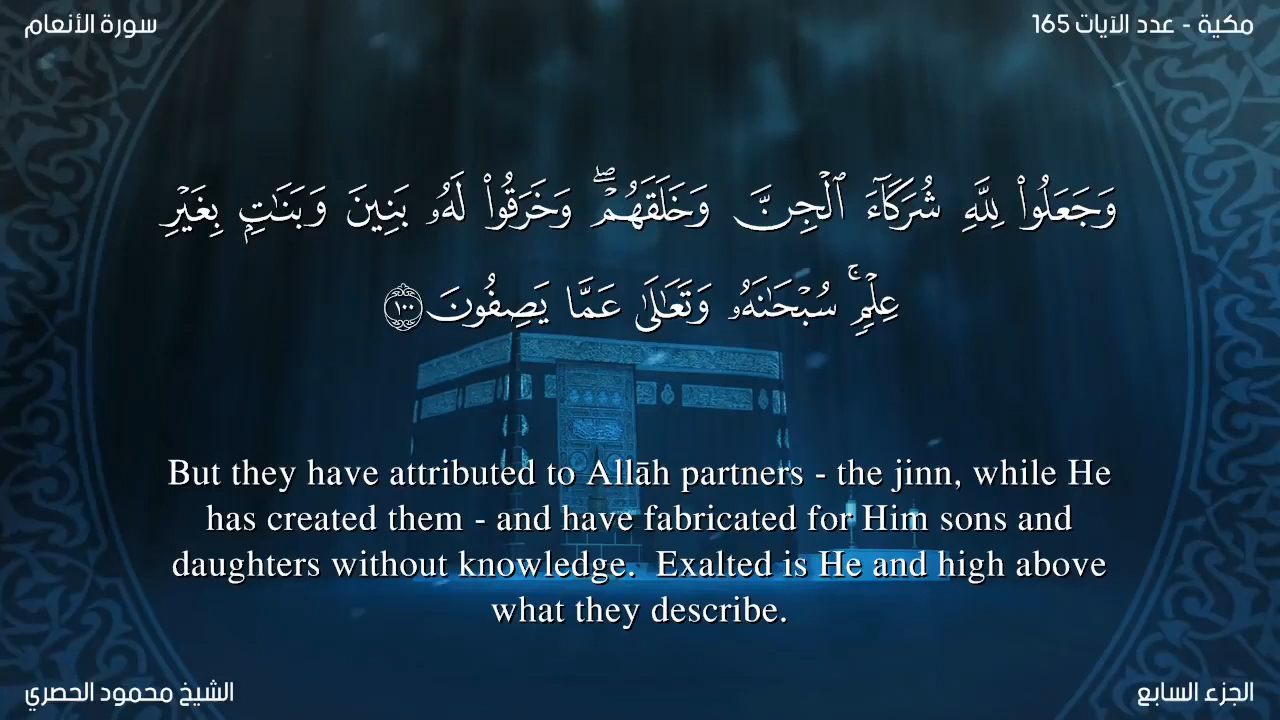 سورة الأنعام
مكية - عدد الآيات 165
وَجَعَلُوا۟ لِلَّهِ شُرَكَآءَ ٱلْجِنَّ وَخَلَقَهُمْ ۖ وَخَرَقُوا۟ لَهُۥ بَنِينَ وَبَنَـٰتٍۭ بِغَيْرِ
عِلْمٍۢ ۚ سُبْحَـٰنَهُۥ وَتَعَـٰلَىٰ عَمَّا يَصِفُونَ ١٠٠
But they have attributed to Allāh partners - the jinn, while He
has created them - and have fabricated for Him sons and
daughters without knowledge.  Exalted is He and high above
what they describe.
الشيخ محمود الحصري
الجزء السابع